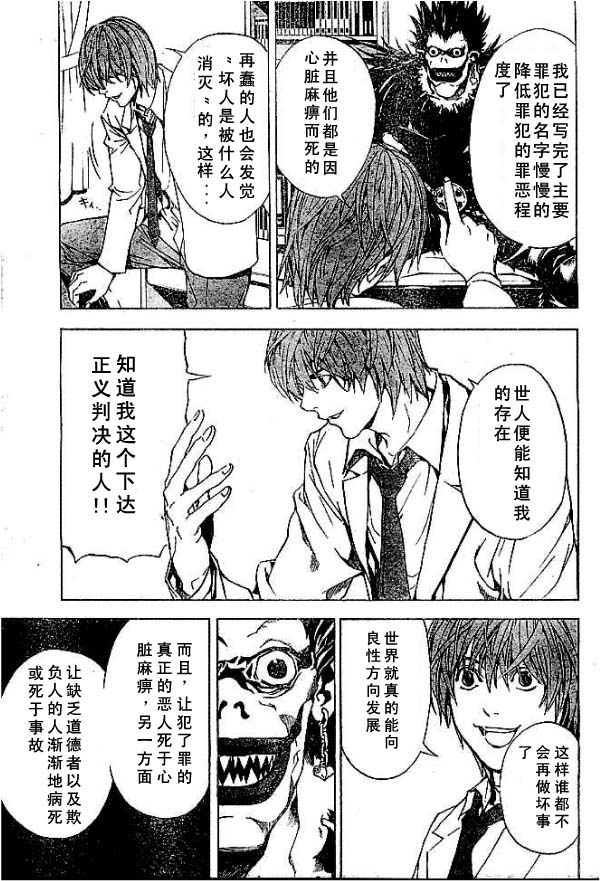 我已经写完了主要
罪犯的名字慢慢的
降低罪犯的罪恶程
度了
并且他们都是因
心脏麻痹而死的
再蠢的人也会发觉
“坏人是被什么人
消灭”的，这样．．．
世人便能知道我
的存在
知道我这个下达
正义判决的人!!
这样谁都不
会再做坏事
了
世界就真的能向
良性方向发展
而且，让犯了罪的
真正的恶人死于心
脏麻痹，另一方面
让缺乏道德者以及欺
负人的人渐渐地病死
或死于事故